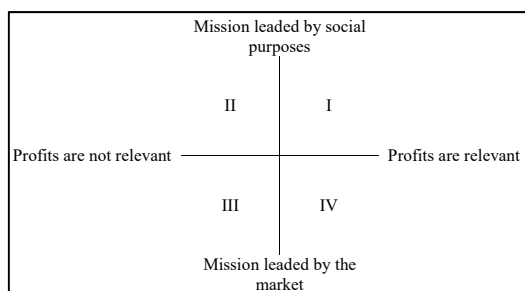 Mission leaded by social
purposes
II
I
Profits are not relevant
Profits are relevant
III
IV
Mission leaded by the
market